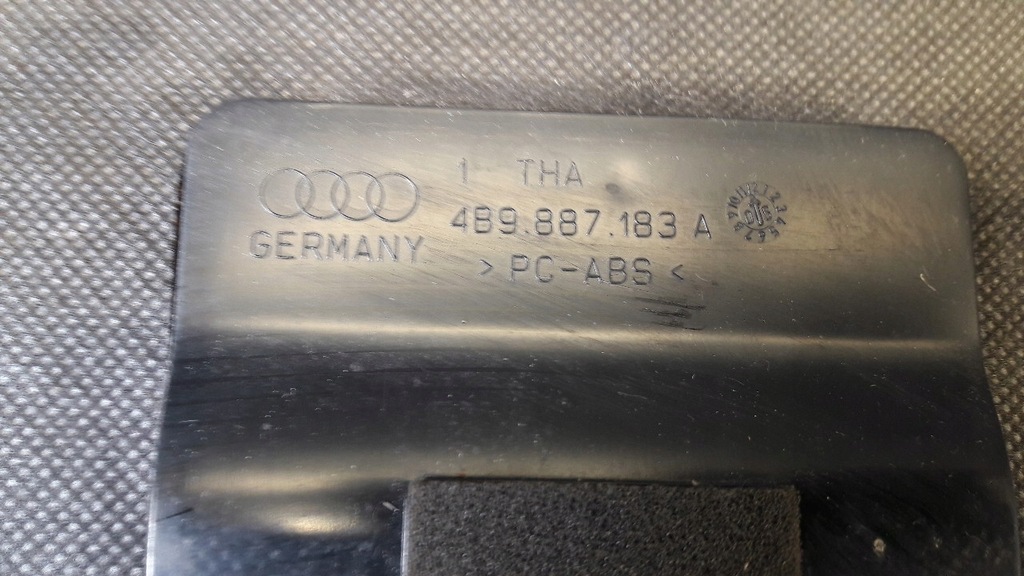 1 THA
4B9.887.183 A
GERMANY
> PC-ABS <